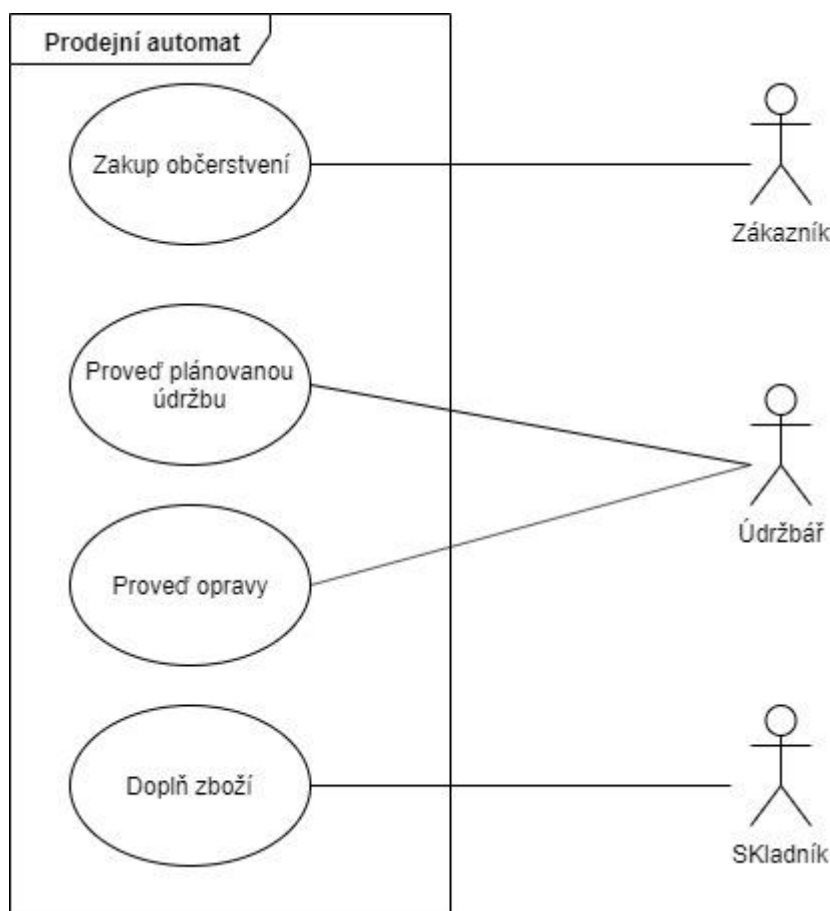 Prodejní automat
Zakup občerstvení
Zákazník
Proveď plánovanou
údržbu
Údržbář
Proveď opravy
Doplň zboží
SKladník